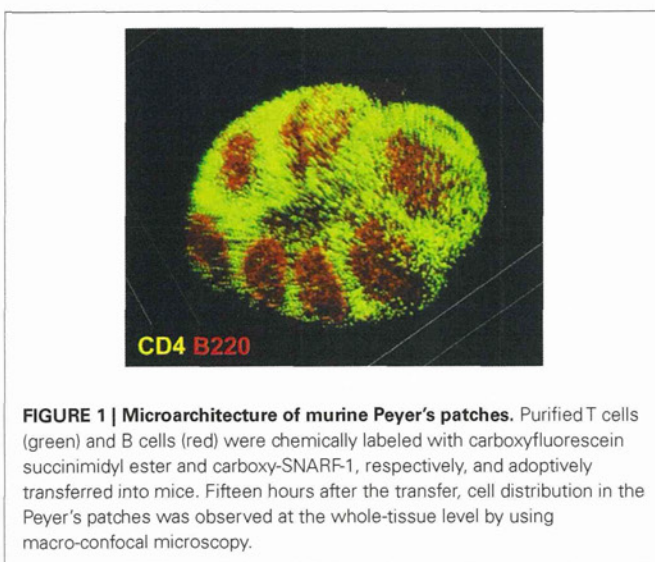 CD4 B220
FIGURE 1 | Microarchitecture of murine Peyer's patches. Purified T cells
(green) and B cells (red) were chemically labeled with carboxyfluorescein
succinimidyl ester and carboxy-SNARF-1, respectively, and adoptively
transferred into mice. Fifteen hours after the transfer, cell distribution in the
Peyer's patches was observed at the whole-tissue level by using
macro-confocal microscopy.